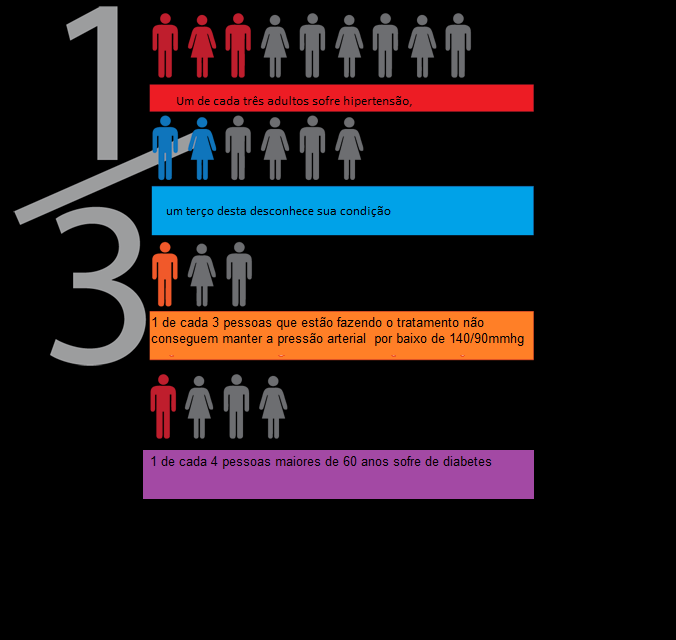 1
3
Um de cada três adultos sofre hipertensão,
um terço desta desconhece sua condição
1 de cada 3 pessoas que estão fazendo o tratamento não
conseguem manter a pressão arterial  por baixo de 140/90mmhg
1 de cada 4 pessoas maiores de 60 anos sofre de diabetes